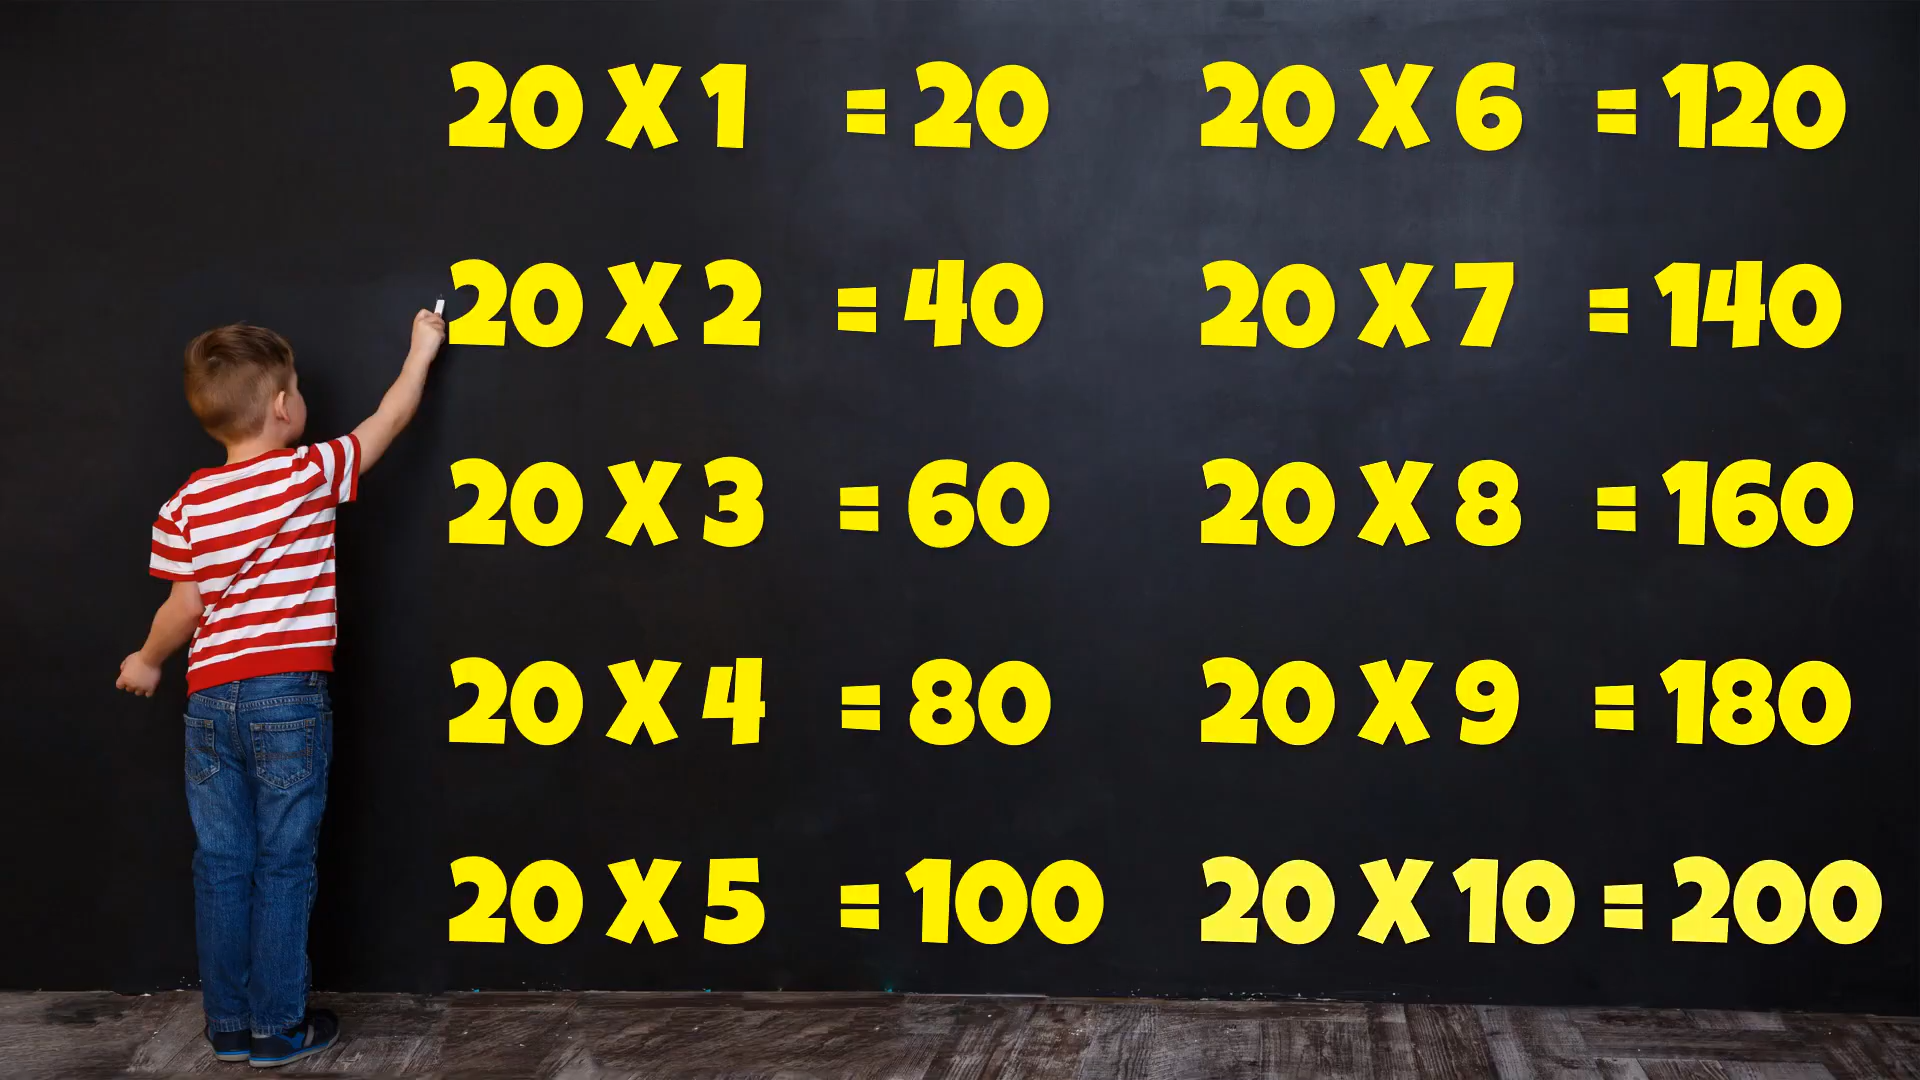 20 X 1 = 20
20 X 2 = 40
20 X 3 = 60
20 X 4 = 80
20 X 5 = 100
20 X 6 = 120
20 X 7 = 140
20 X 8 = 160
20 X 9 = 180
20 X 10 = 200